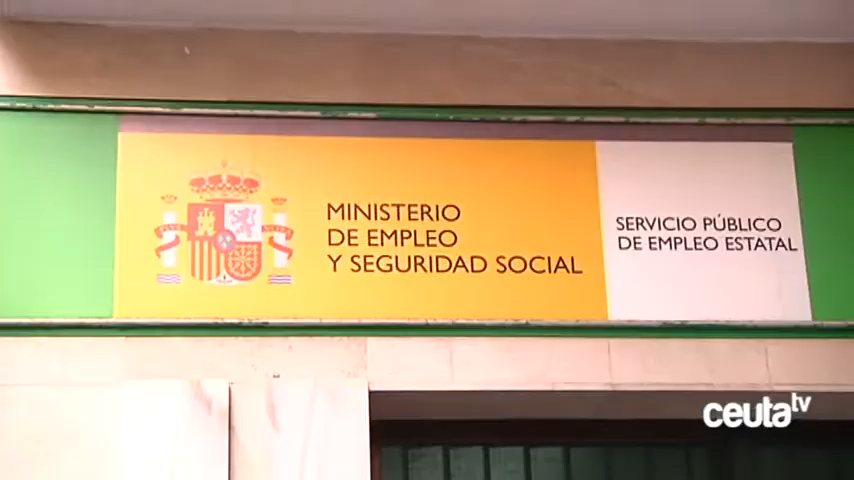 MINISTERIO
DE EMPLEO
Y SEGURIDAD SOCIAL
SERVICIO PÚBLICO
DE EMPLEO ESTATAL
ceuta tv